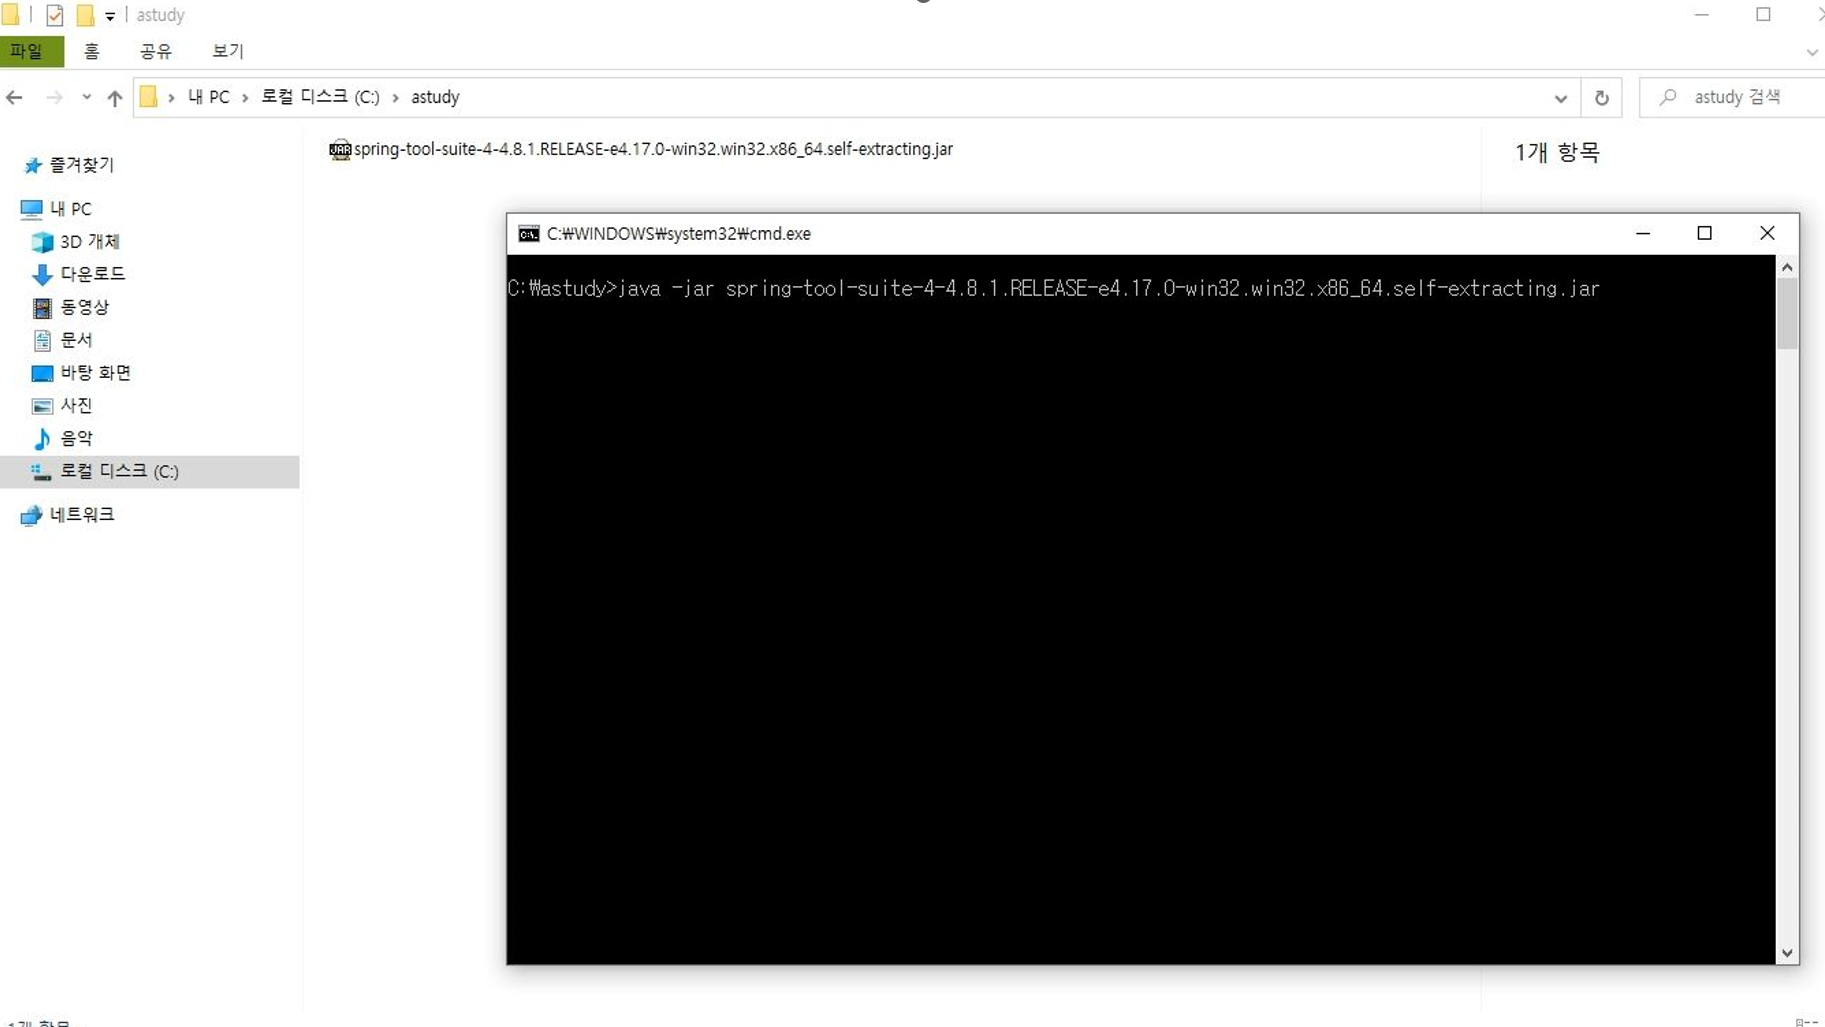 astudy
파일 홈 공유 보기
내 PC 로컬 디스크 (C:) astudy
astudy 검색
즐겨찾기
내 PC
3D 개체
다운로드
동영상
문서
바탕 화면
사진
음악
로컬 디스크 (C:)
네트워크
spring-tool-suite-4-4.8.1.RELEASE-e4.17.0-win32.win32.x86_64.self-extracting.jar
1개 항목
C:₩WINDOWS₩system32₩cmd.exe
C:₩astudy>java -jar spring-tool-suite-4-4.8.1.RELEASE-e4.17.0-win32.win32.x86_64.self-extracting.jar
1개 항목